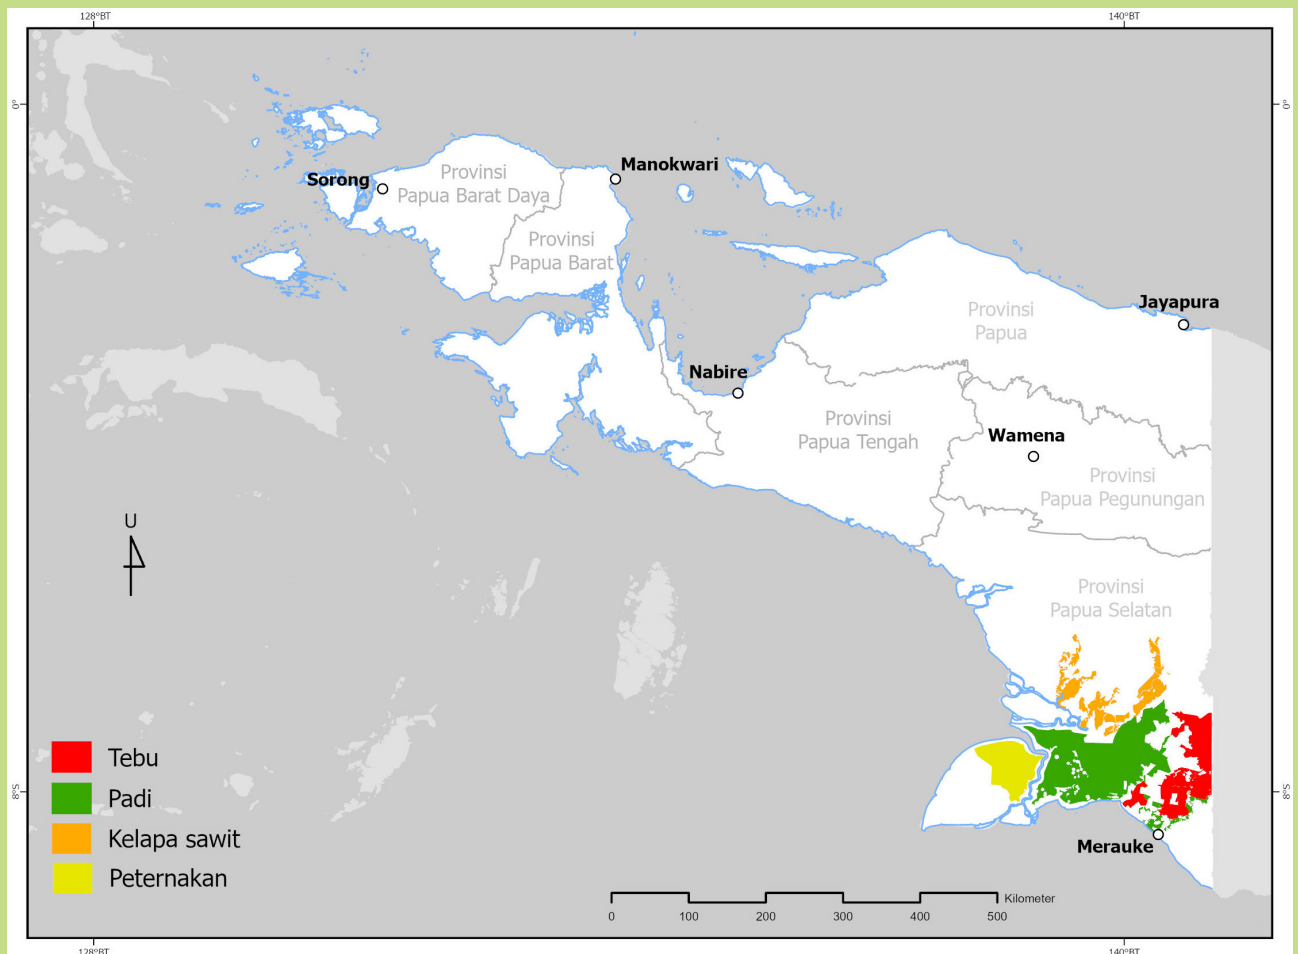 128°BT
140°BT
0°
0°
Manokwari
Sorong
Provinsi
Papua Barat Daya
Provinsi
Papua Barat
Jayapura
Provinsi
Papua
Nabire
Provinsi
Papua Tengah
Wamena
Provinsi
Papua Pegunungan
U
Provinsi
Papua Selatan
Tebu
Padi
Kelapa sawit
Peternakan
8°S
8°S
Merauke
Kilometer
0 100 200 300 400 500
128°BT
140°BT